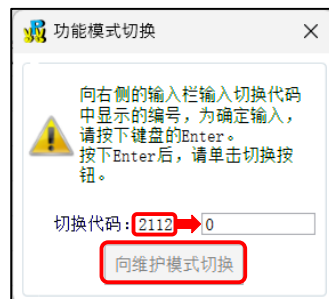 功能模式切换
向右侧的输入栏输入切换代码
中显示的编号，为确定输入，
请按下键盘的Enter。
按下Enter后，请单击切换按
钮。
切换代码：2112 0
向维护模式切换